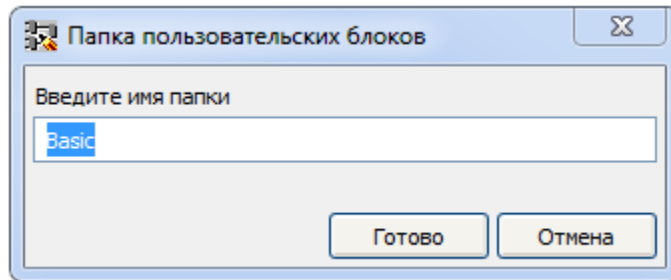 Папка пользовательских блоков
Введите имя папки
Basic
Готово
Отмена